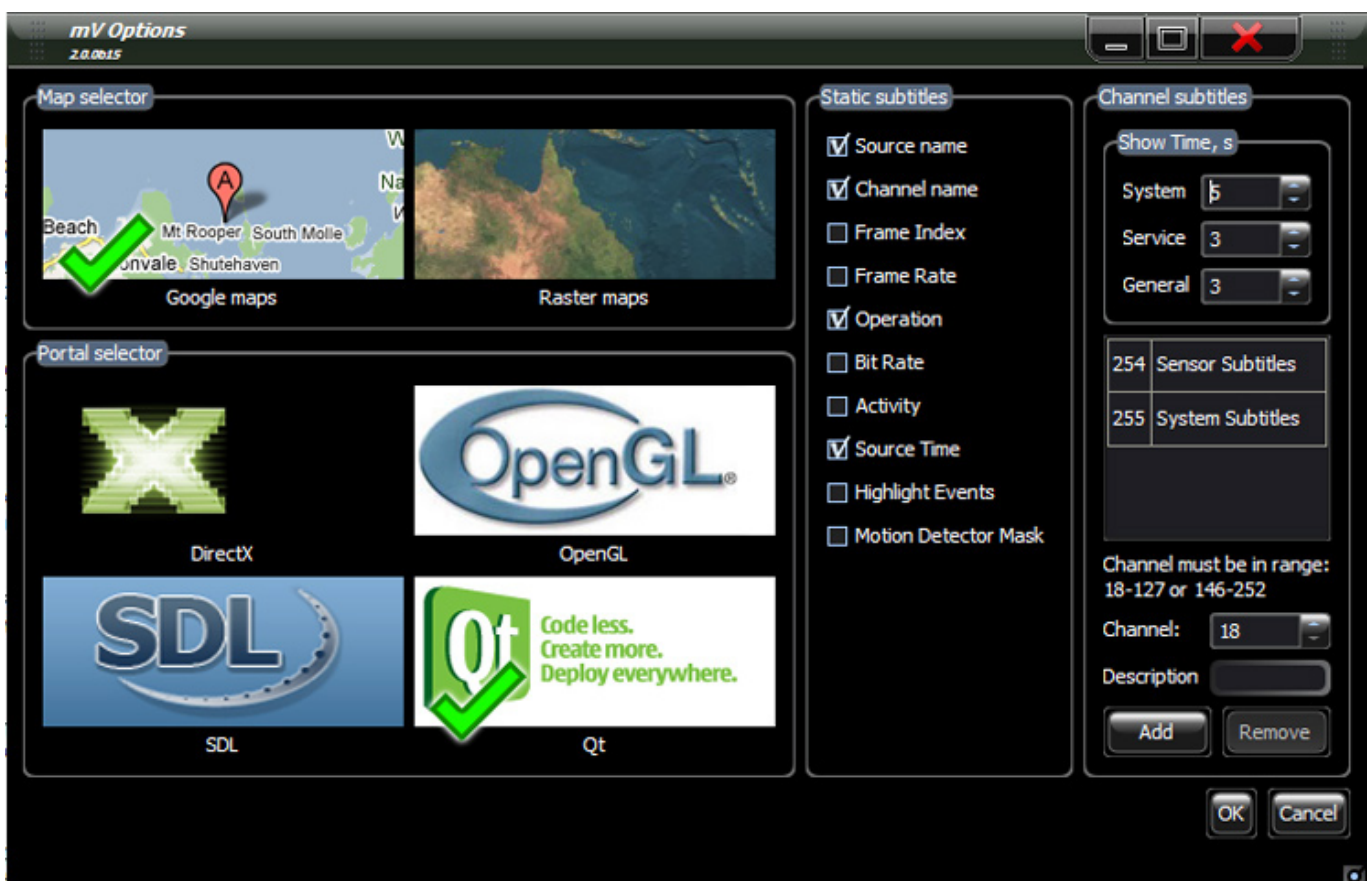 mV Options
2.0.0b15
Map selector
W
Na
A
Beach
Mt Rooper South Molle
onvale Shutehaven
Google maps
Raster maps
Portal selector
DirectX
OpenGL®
OpenGL
SDL
SDL
Qt
Code less.
Create more.
Deploy everywhere.
Qt
Static subtitles
Source name
Channel name
Frame Index
Frame Rate
Operation
Bit Rate
Activity
Source Time
Highlight Events
Motion Detector Mask
Channel subtitles
Show Time, s
System 5
Service 3
General 3
254 Sensor Subtitles
255 System Subtitles
Channel must be in range:
18-127 or 146-252
Channel: 18
Description
Add Remove
OK Cancel